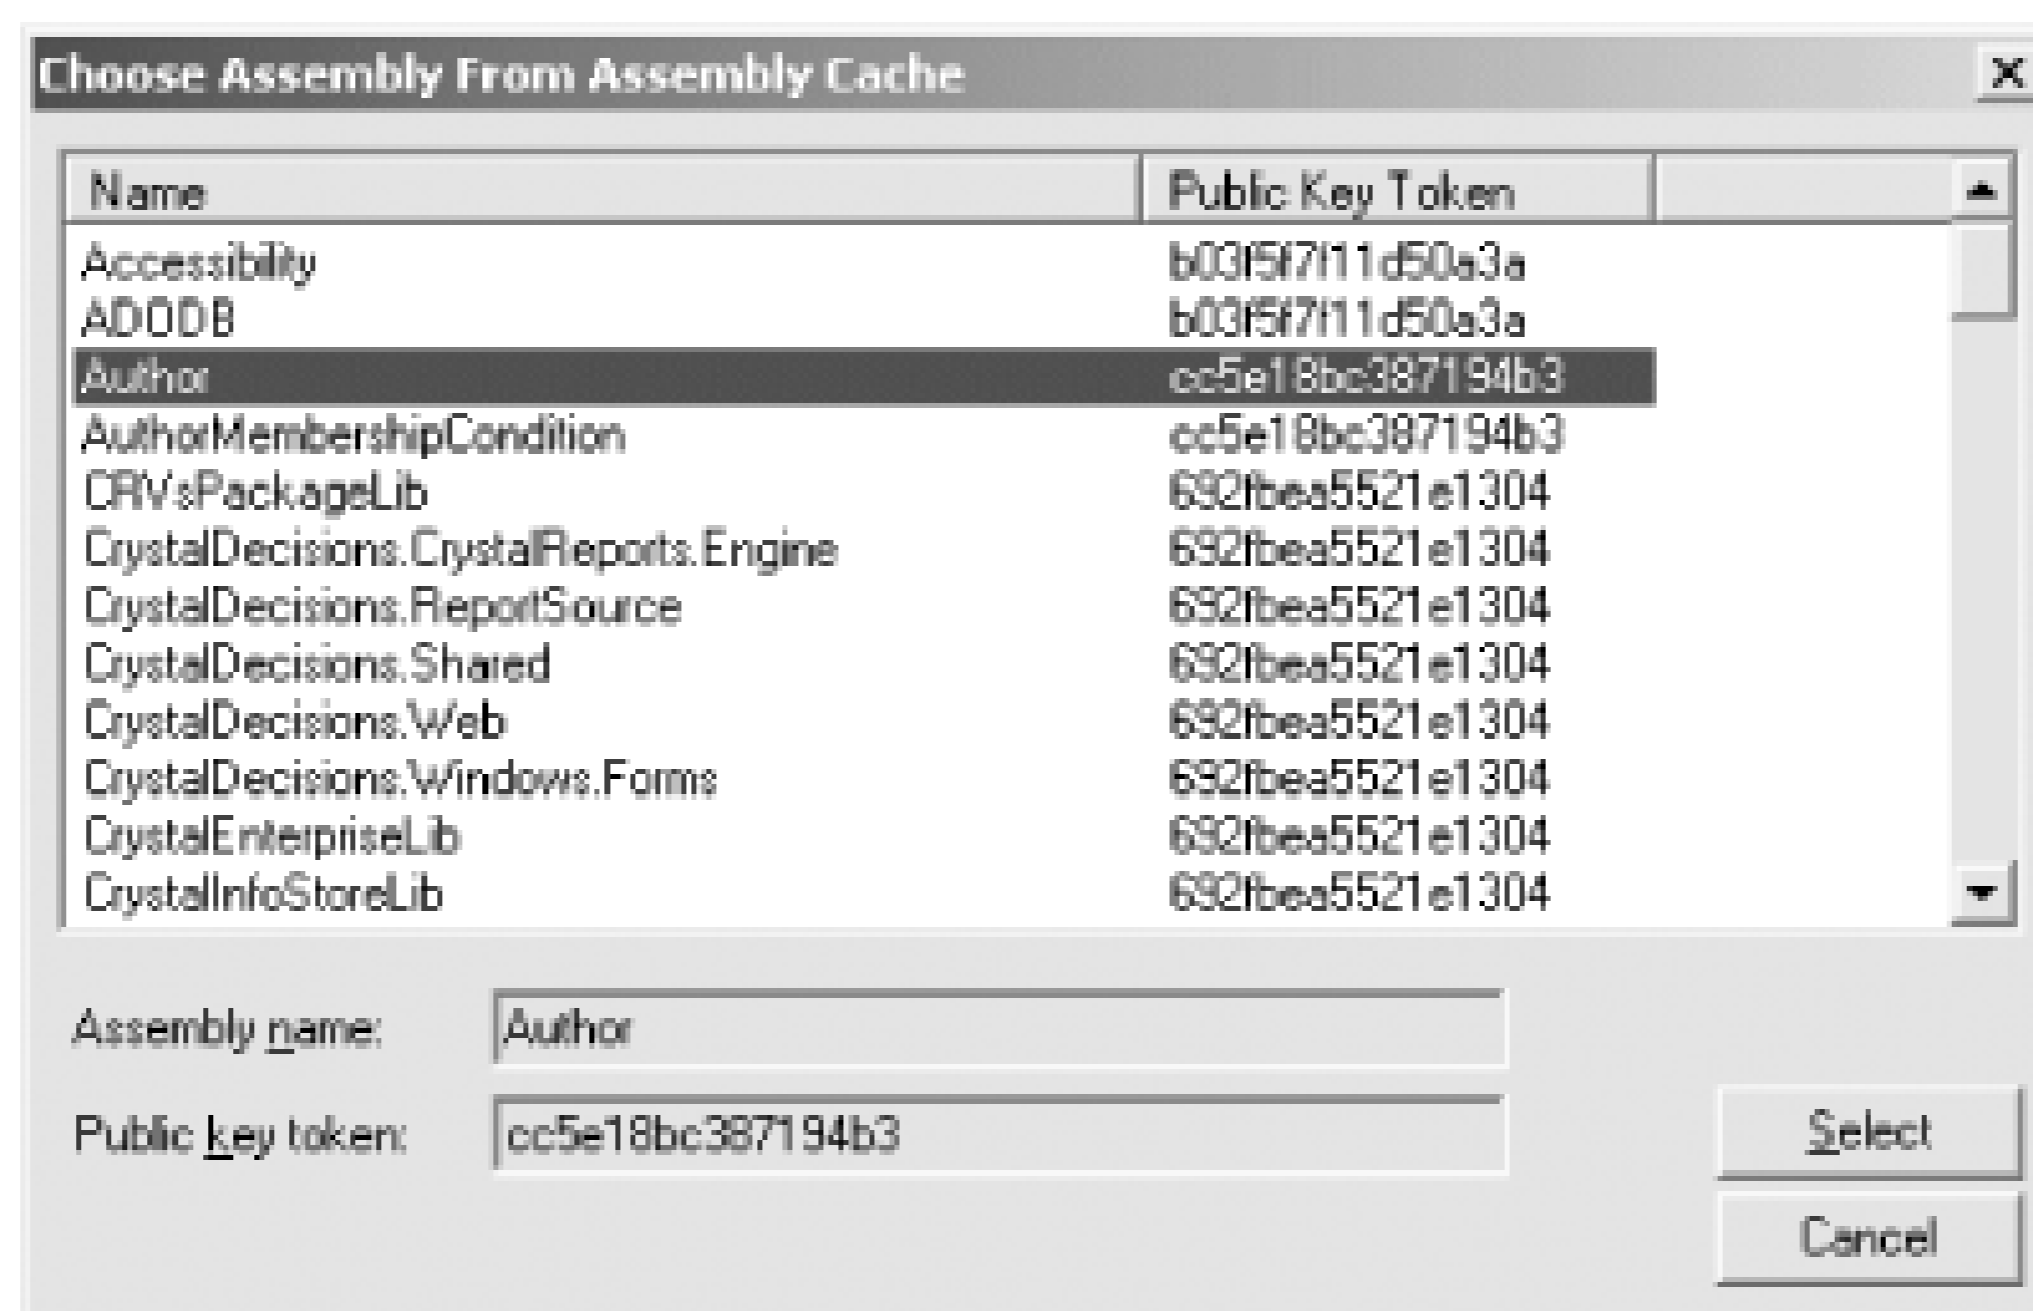 Choose Assembly From Assembly Cache
Name Public Key Token
Accessibility b03f5f7f11d50a3a
ADODB b03f5f7f11d50a3a
Author cc5e18bc387194b3
AuthorMembershipCondition cc5e18bc387194b3
CRVsPackageLib 692fbea5521e1304
CrystalDecisions.CrystalReports.Engine 692fbea5521e1304
CrystalDecisions.ReportSource 692fbea5521e1304
CrystalDecisions.Shared 692fbea5521e1304
CrystalDecisions.Web 692fbea5521e1304
CrystalDecisions.Windows.Forms 692fbea5521e1304
CrystalEnterpriseLib 692fbea5521e1304
CrystalInfoStoreLib 692fbea5521e1304
Assembly name: Author
Public key token: cc5e18bc387194b3
Select
Cancel